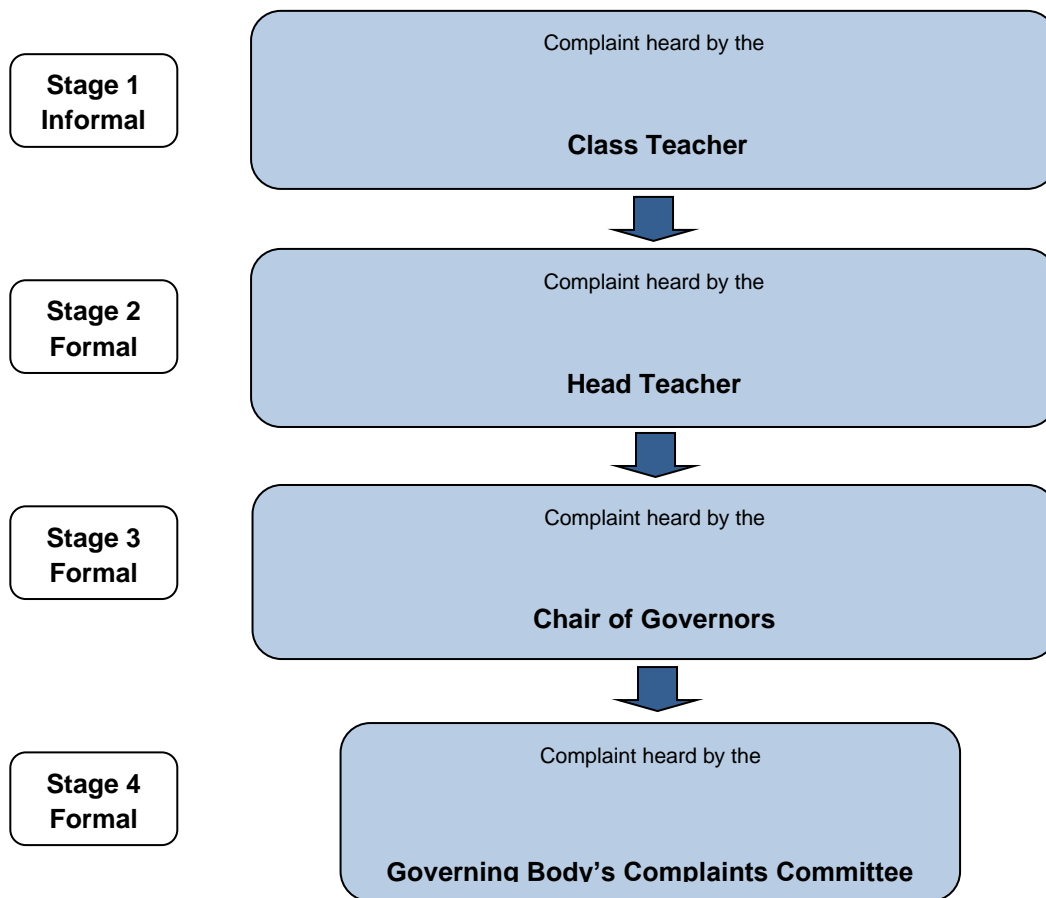 Stage 1
Informal
Complaint heard by the
Class Teacher
Stage 2
Formal
Complaint heard by the
Head Teacher
Stage 3
Formal
Complaint heard by the
Chair of Governors
Stage 4
Formal
Complaint heard by the
Governing Body’s Complaints Committee